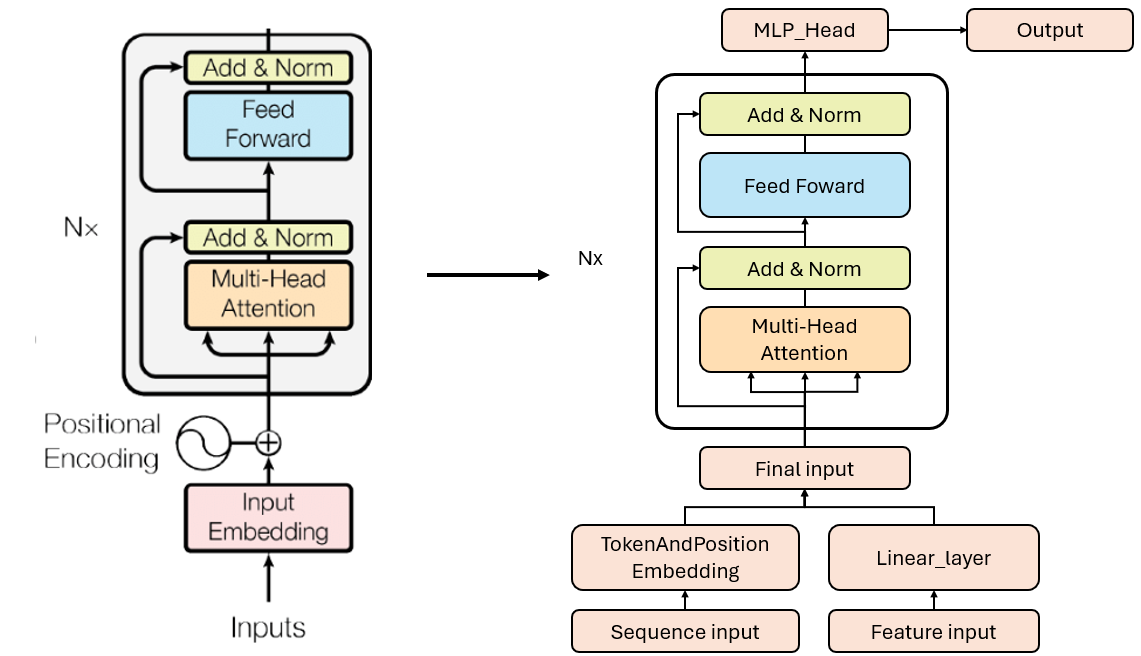 Add & Norm
Feed
Forward
Nx
Add & Norm
Multi-Head
Attention
Positional
Encoding
Input
Embedding
Inputs
MLP_Head
Output
Add & Norm
Feed Foward
Nx
Add & Norm
Multi-Head
Attention
Final input
TokenAndPosition
Embedding
Linear_layer
Sequence input
Feature input